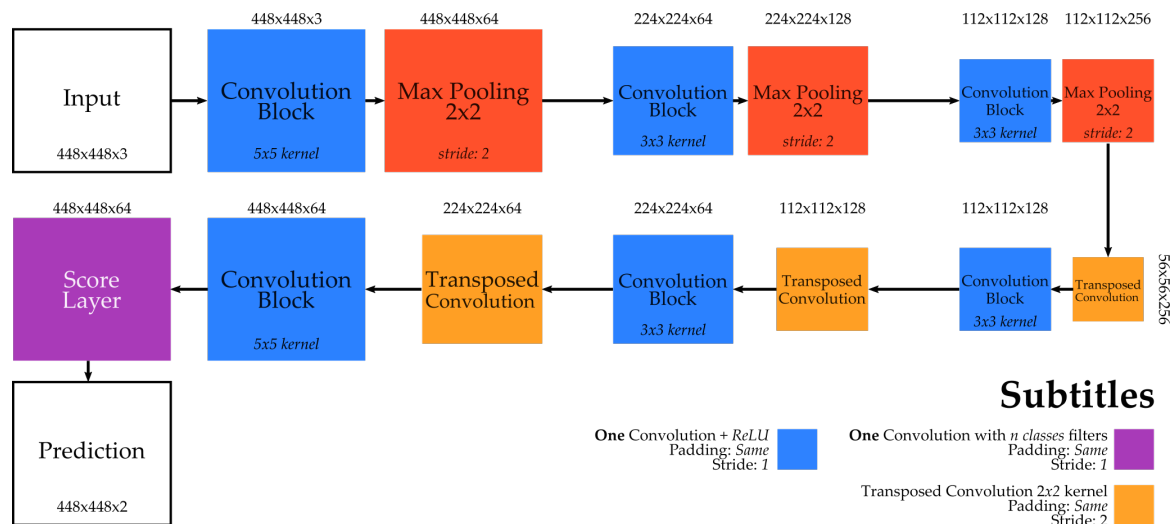 448x448x3
448x448x64
224x224x64
224x224x128
112x112x128
112x112x256
Input
448x448x3
Convolution
Block
5x5 kernel
Max Pooling
2x2
stride: 2
Convolution
Block
3x3 kernel
Max Pooling
2x2
stride: 2
Convolution
Block
3x3 kernel
Max Pooling
2x2
stride: 2
448x448x64
448x448x64
224x224x64
224x224x64
112x112x128
112x112x128
Score
Layer
Convolution
Block
5x5 kernel
Transposed
Convolution
Convolution
Block
3x3 kernel
Transposed
Convolution
Convolution
Block
3x3 kernel
Transposed
Convolution
56x56x256
Prediction
448x448x2
Subtitles
One Convolution + ReLU
Padding: Same
Stride: 1
One Convolution with n classes filters
Padding: Same
Stride: 1
Transposed Convolution 2x2 kernel
Padding: Same
Stride: 2